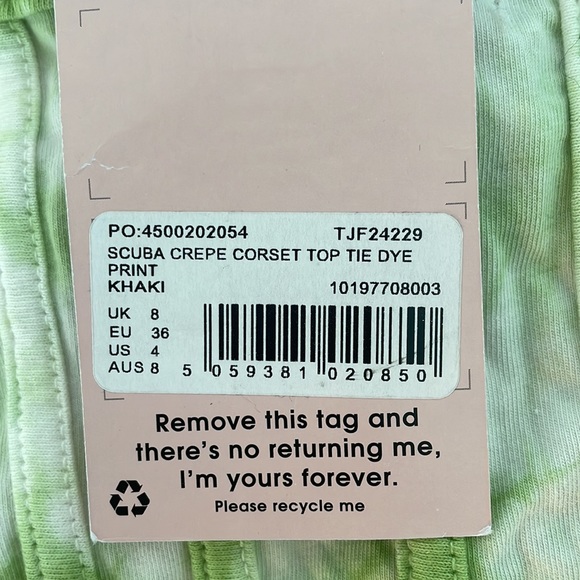 PO:4500202054 TJF24229
SCUBA CREPE CORSET TOP TIE DYE
PRINT
KHAKI 10197708003
UK 8
EU 36
US 4
AUS 8
5 059381 020850
Remove this tag and
there's no returning me,
I'm yours forever.
Please recycle me